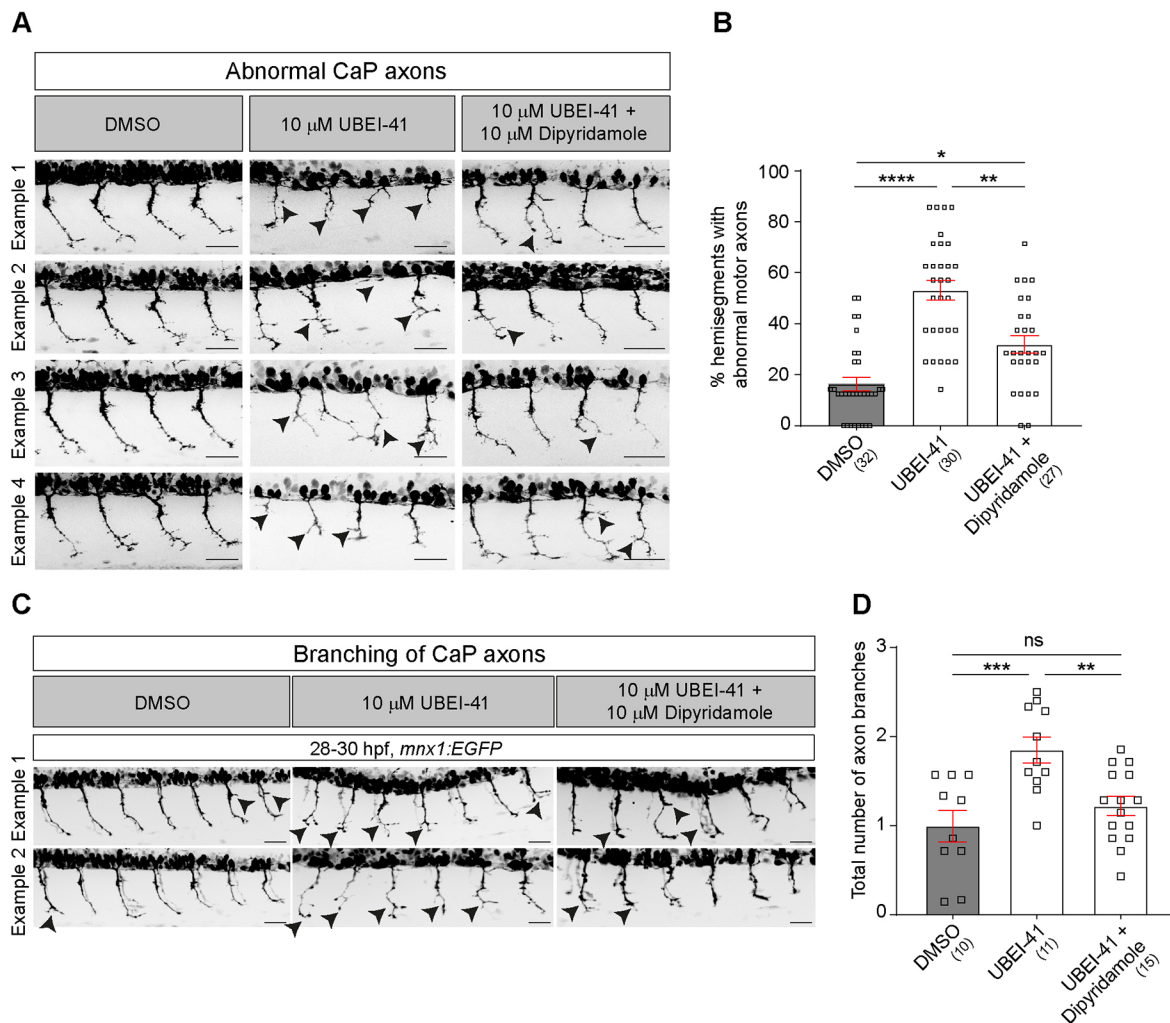 A
Abnormal CaP axons
DMSO
10 μM UBEI-41
10 μM UBEI-41 +
10 μM Dipyridamole
Example 1
Example 2
Example 3
Example 4
B
% hemisegments with
abnormal motor axons
100
80
60
40
20
0
*
****
**
DMSO
(32)
UBEI-41
(30)
UBEI-41 +
Dipyridamole
(27)
C
Branching of CaP axons
DMSO
10 μM UBEI-41
10 μM UBEI-41 +
10 μM Dipyridamole
28-30 hpf, mnx1:EGFP
Example 1
Example 2
D
Total number of axon branches
3
2
1
0
ns
***
**
DMSO
(10)
UBEI-41
(11)
UBEI-41 +
Dipyridamole
(15)